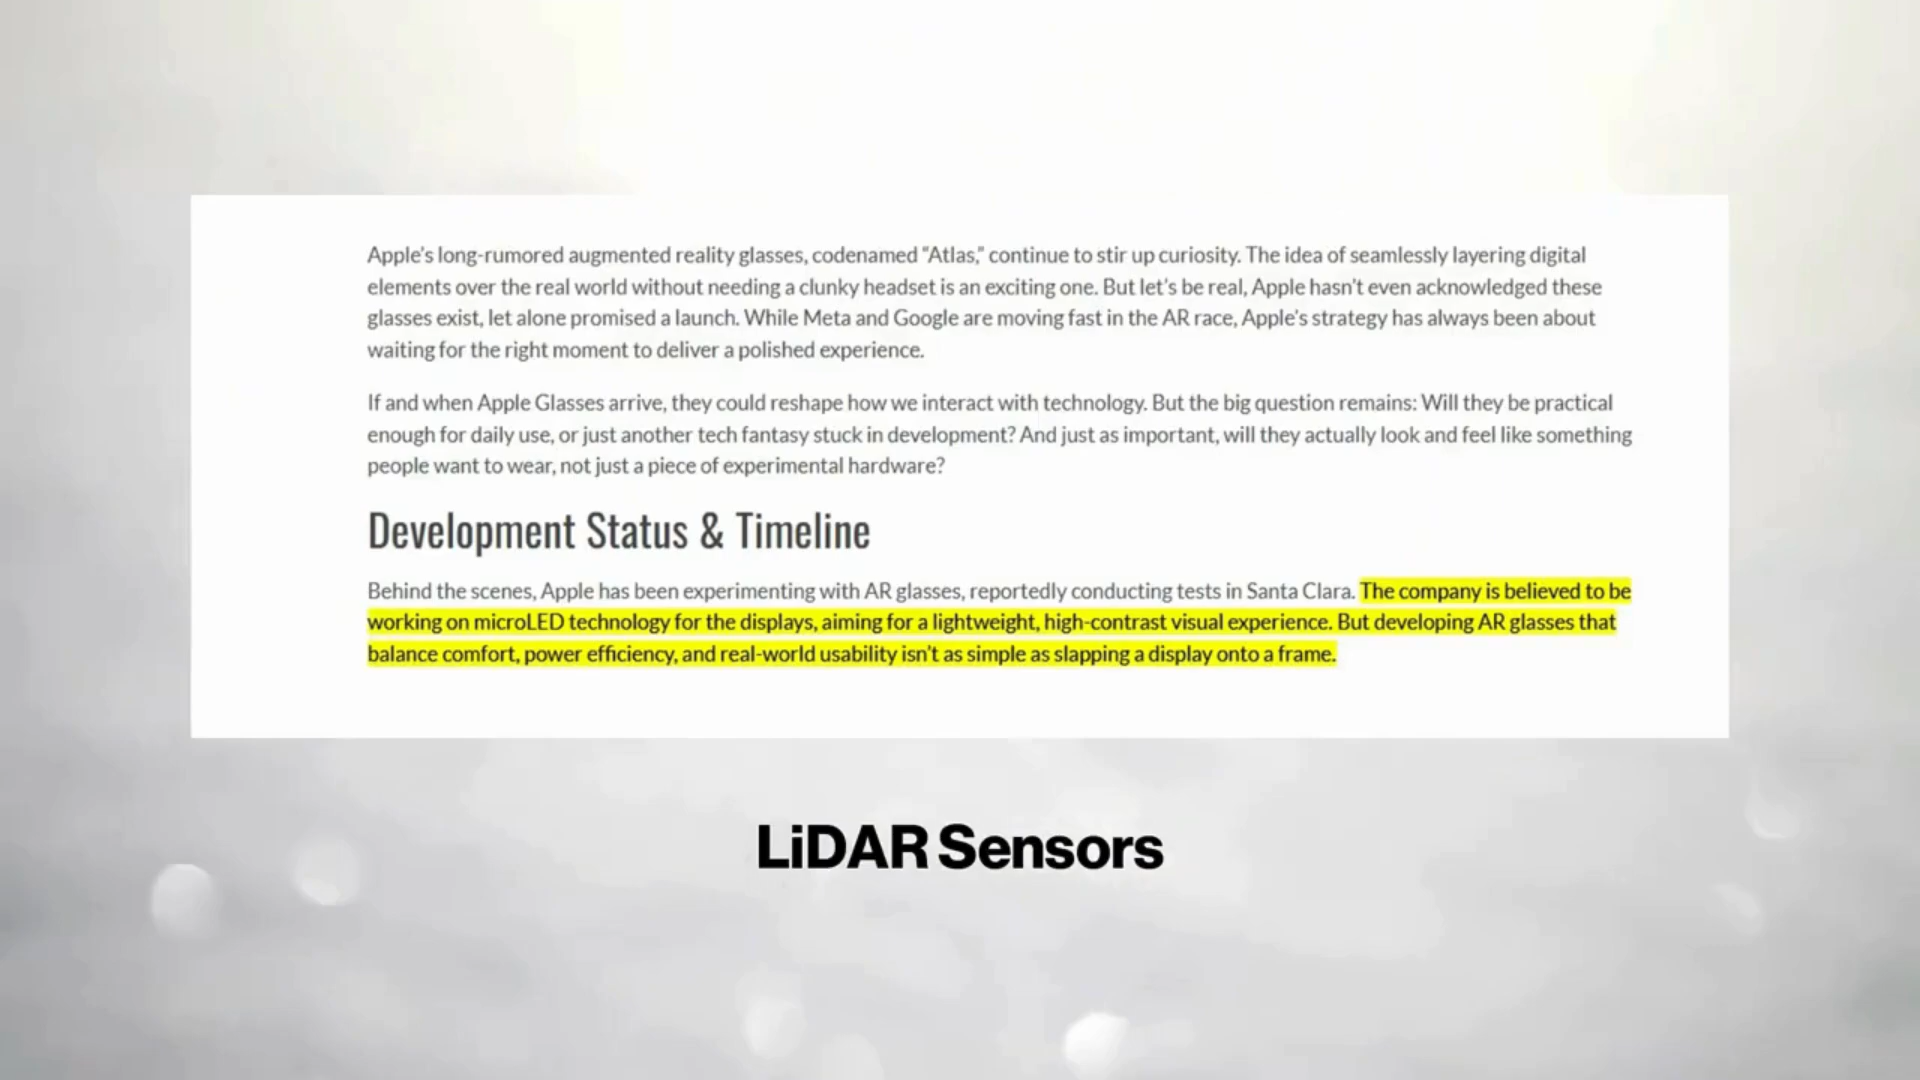 Apple's long-rumored augmented reality glasses, codenamed “Atlas,” continue to stir up curiosity. The idea of seamlessly layering digital
elements over the real world without needing a clunky headset is an exciting one. But let's be real, Apple hasn't even acknowledged these
glasses exist, let alone promised a launch. While Meta and Google are moving fast in the AR race, Apple's strategy has always been about
waiting for the right moment to deliver a polished experience.
If and when Apple Glasses arrive, they could reshape how we interact with technology. But the big question remains: Will they be practical
enough for daily use, or just another tech fantasy stuck in development? And just as important, will they actually look and feel like something
people want to wear, not just a piece of experimental hardware?
Development Status & Timeline
Behind the scenes, Apple has been experimenting with AR glasses, reportedly conducting tests in Santa Clara. The company is believed to be
working on microLED technology for the displays, aiming for a lightweight, high-contrast visual experience. But developing AR glasses that
balance comfort, power efficiency, and real-world usability isn't as simple as slapping a display onto a frame.
LiDAR Sensors